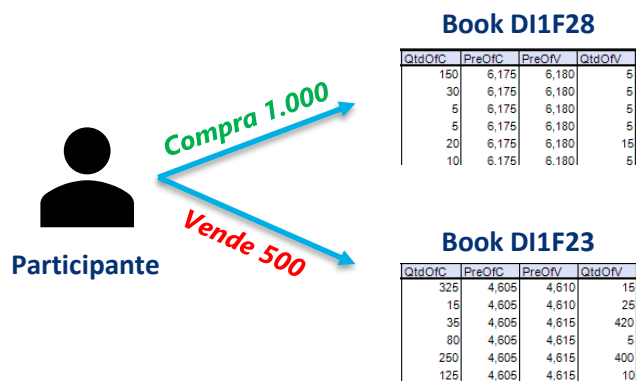 Book DI1F28
QtdOfC PreOfC PreOfV QtdOfV
150 6,175 6,180 5
30 6,175 6,180 5
5 6,175 6,180 5
5 6,175 6,180 5
20 6,175 6,180 15
10 6,175 6,180 5
Compra 1.000
Participante
Vende 500
Book DI1F23
QtdOfC PreOfC PreOfV QtdOfV
325 4,605 4,610 15
15 4,605 4,610 25
35 4,605 4,615 420
80 4,605 4,615 5
250 4,605 4,615 400
125 4,605 4,615 10